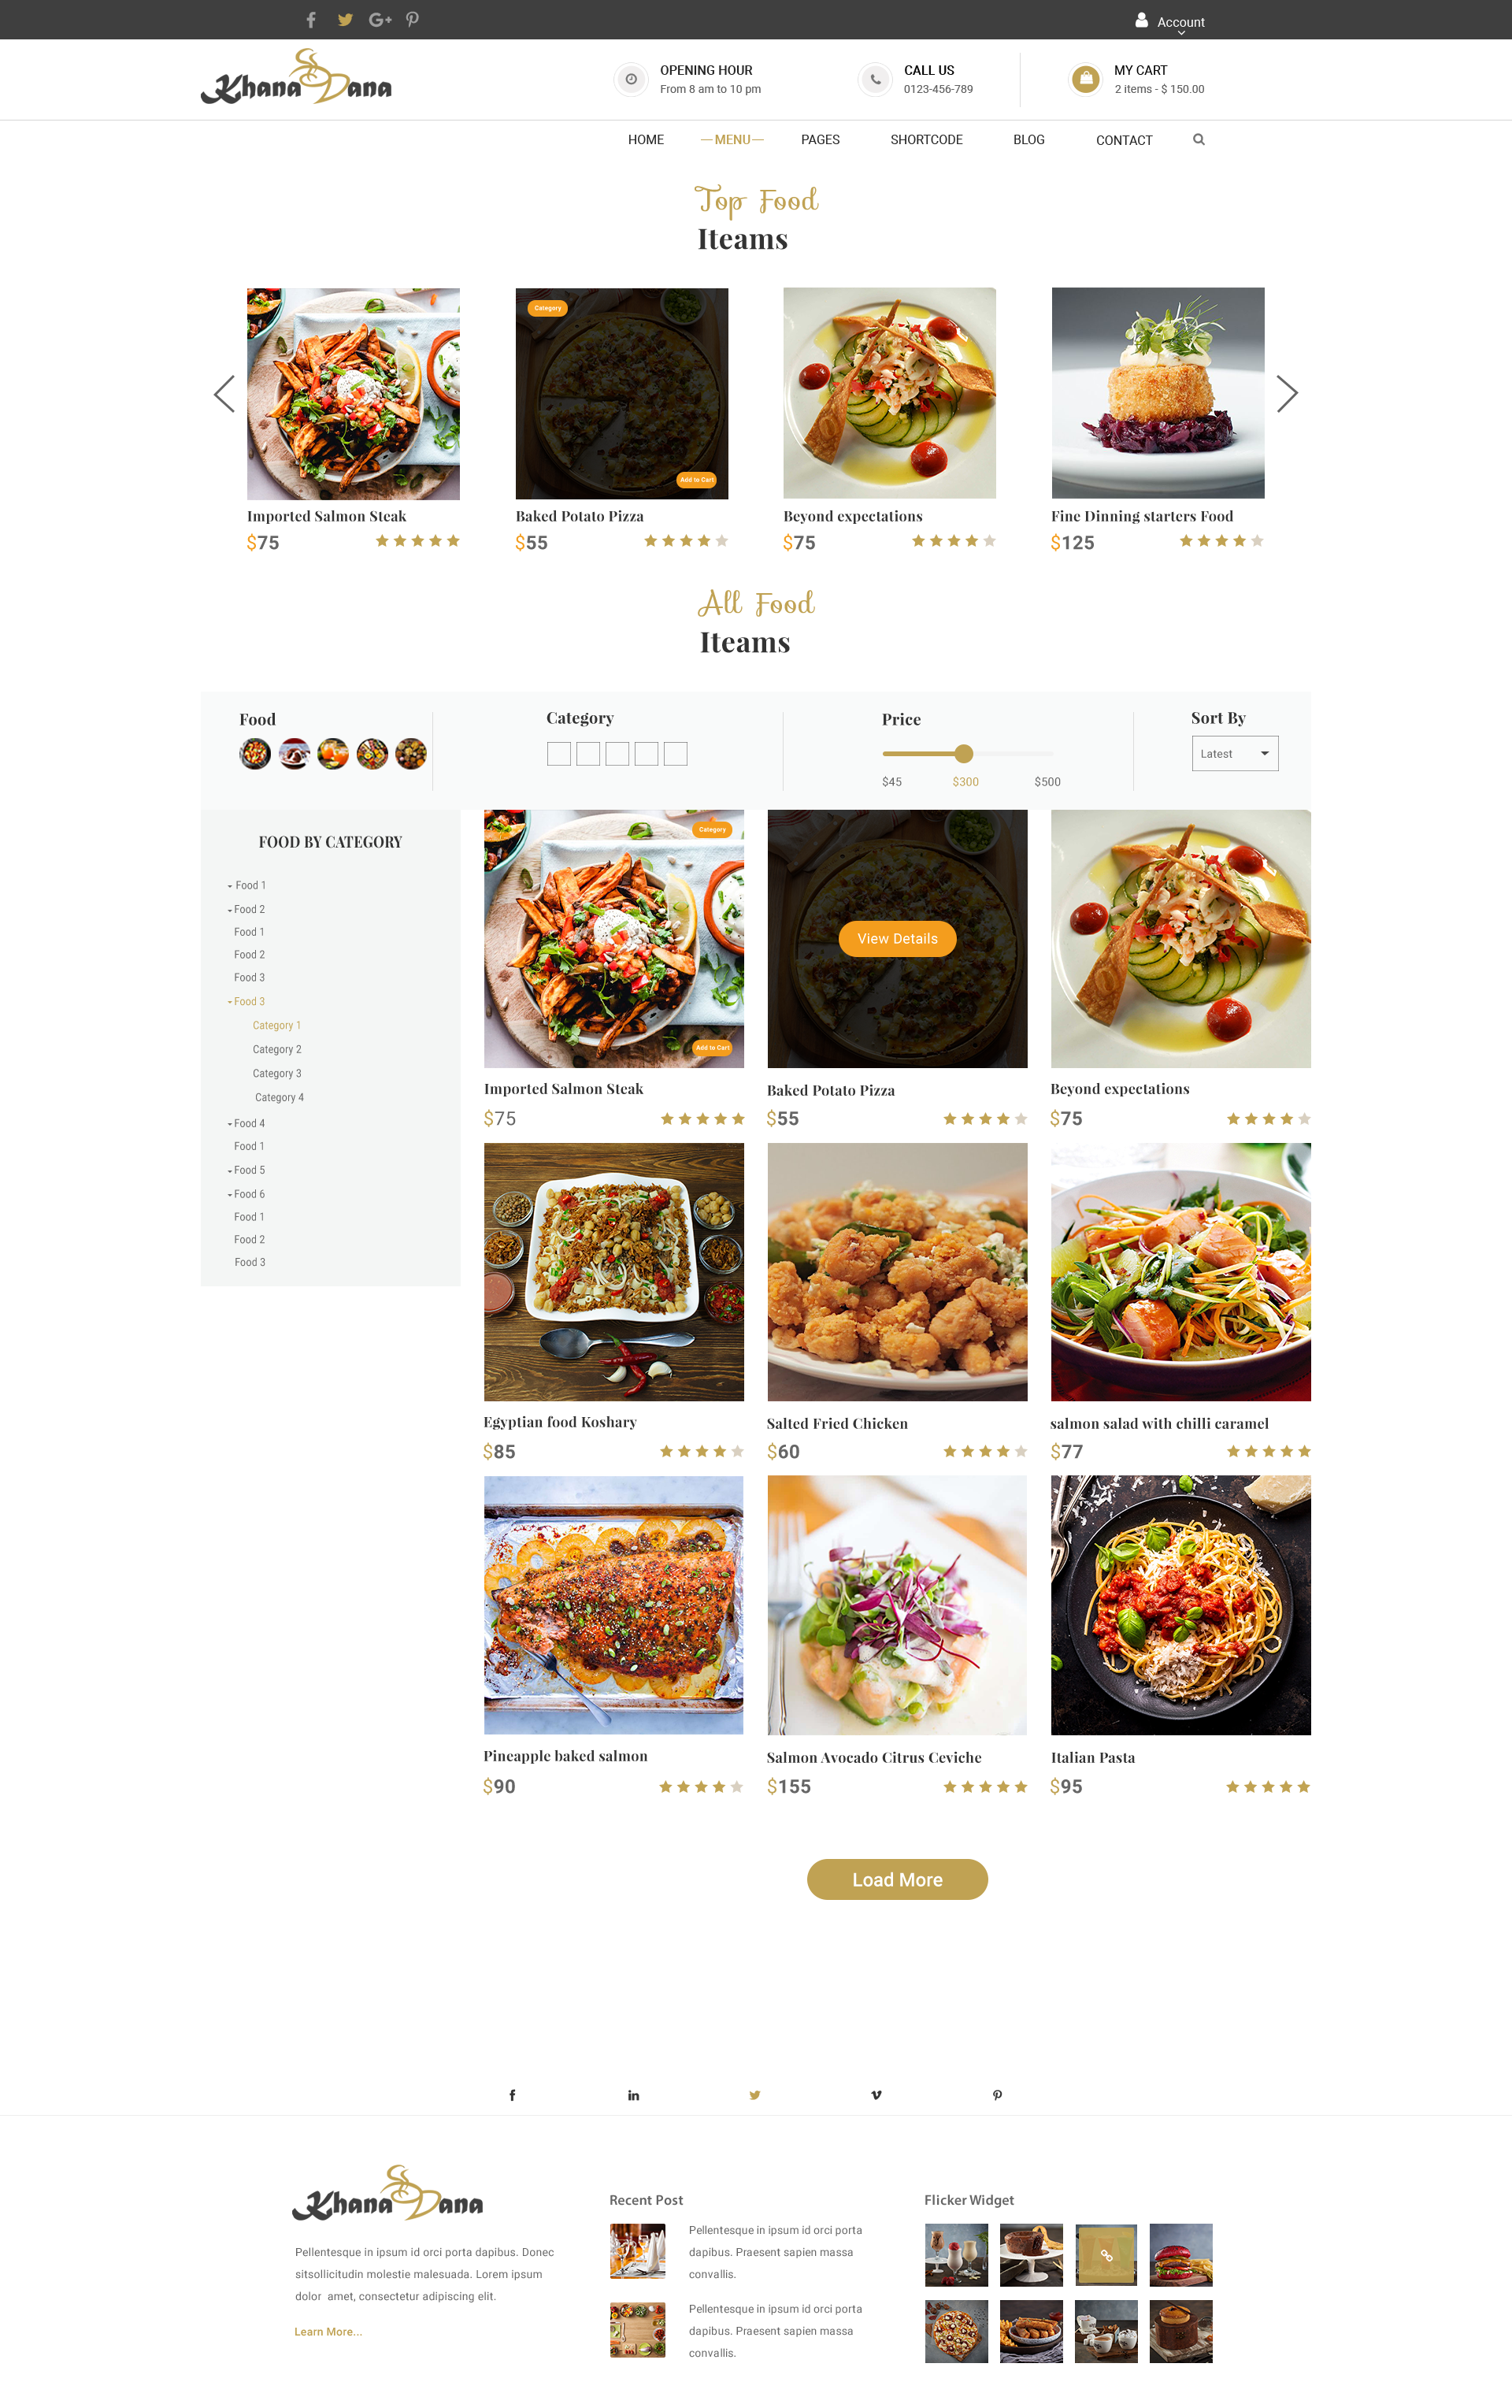 Account
Khana Dana
OPENING HOUR
From 8 am to 10 pm
CALL US
0123-456-789
MY CART
2 items - $ 150.00
HOME MENU PAGES SHORTCODE BLOG CONTACT
Top Food
Iteams
Category
Add to Cart
Imported Salmon Steak
$75
Baked Potato Pizza
$55
Beyond expectations
$75
Fine Dinning starters Food
$125
All Food
Iteams
Food
Category
Price
$45 $300 $500
Sort By
Latest
FOOD BY CATEGORY
Food 1
Food 2
Food 1
Food 2
Food 3
Food 3
Category 1
Category 2
Category 3
Category 4
Food 4
Food 1
Food 5
Food 6
Food 1
Food 2
Food 3
Category
Add to Cart
Imported Salmon Steak
$75
View Details
Baked Potato Pizza
$55
Beyond expectations
$75
Egyptian food Koshary
$85
Salted Fried Chicken
$60
salmon salad with chilli caramel
$77
Pineapple baked salmon
$90
Salmon Avocado Citrus Ceviche
$155
Italian Pasta
$95
Load More
Khana Dana
Pellentesque in ipsum id orci porta dapibus. Donec
sitsollicitudin molestie malesuada. Lorem ipsum
dolor amet, consectetur adipiscing elit.
Learn More...
Recent Post
Pellentesque in ipsum id orci porta
dapibus. Praesent sapien massa
convallis.
Pellentesque in ipsum id orci porta
dapibus. Praesent sapien massa
convallis.
Flicker Widget